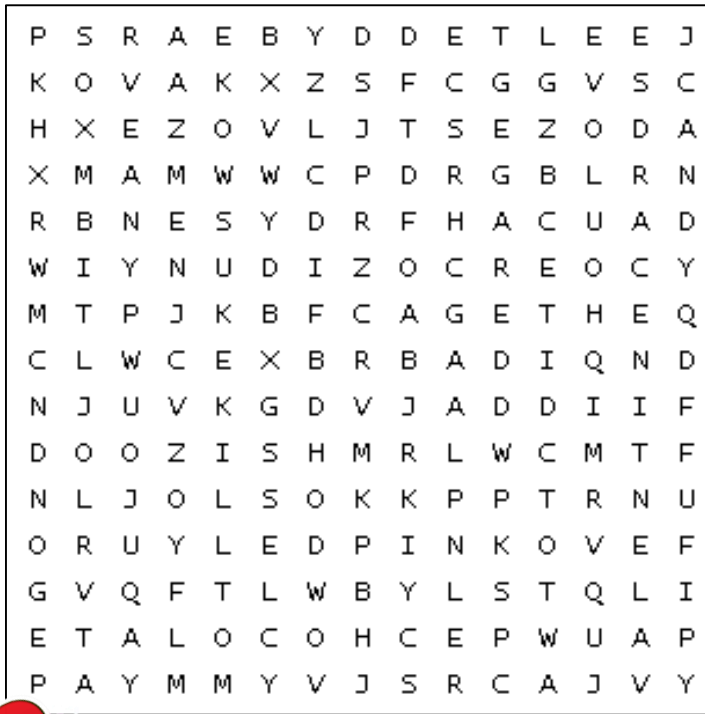 P S R A E B Y D D E T L E E J
K O V A K X Z S F C G G V S C
H X E Z O V L J T S E Z O D A
X M A M W W C P D R G B L R N
R B N E S Y D R F H A C U A D
W I Y N U D I Z O C R E O C Y
M T P J K B F C A G E T H E Q
C L W C E X B R B A D I Q N D
N J U V K G D V J A D D I I F
D O O Z I S H M R L W C M T F
N L J O L S O K K P P T R N U
O R U Y L E D P I N K O V E F
G V Q F T L W B Y L S T Q L I
E T A L O C O H C E P W U A P
P A Y M M Y V J S R C A J V Y